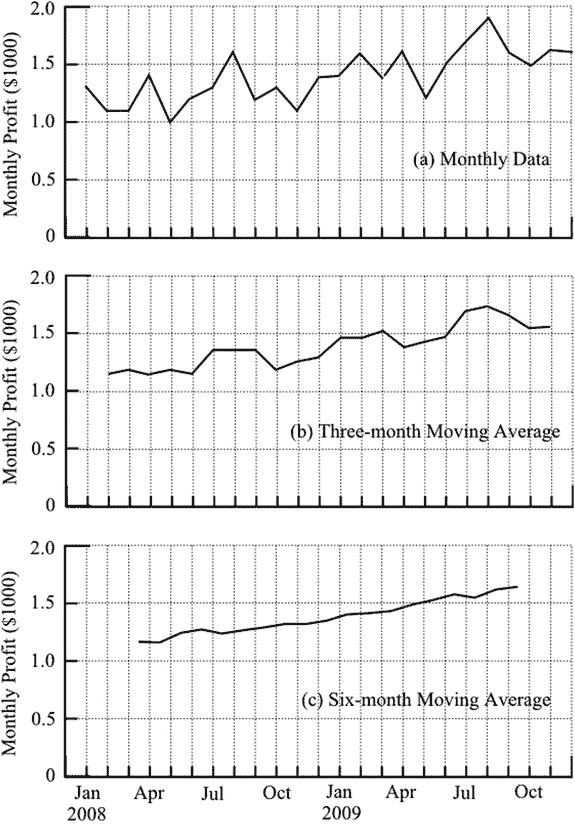 Monthly Profit ($1000)
2.0
1.5
1.0
0.5
0
(a) Monthly Data
Monthly Profit ($1000)
2.0
1.5
1.0
0.5
0
(b) Three-month Moving Average
Monthly Profit ($1000)
2.0
1.5
1.0
0.5
0
(c) Six-month Moving Average
Jan Apr Jul Oct Jan Apr Jul Oct
2008 2009